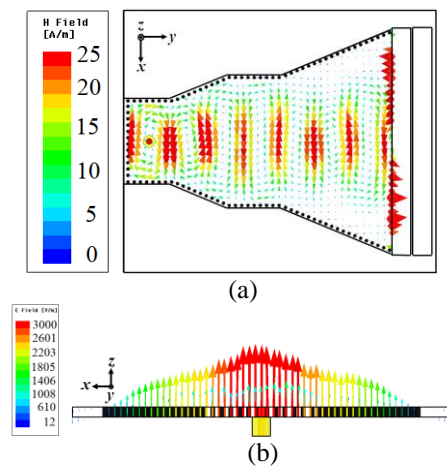 H Field
[A/m]
25
20
15
10
5
0
z
y
x
(a)
E Field [V/m]
3000
2601
2203
1805
1406
1008
610
12
z
x
y
(b)